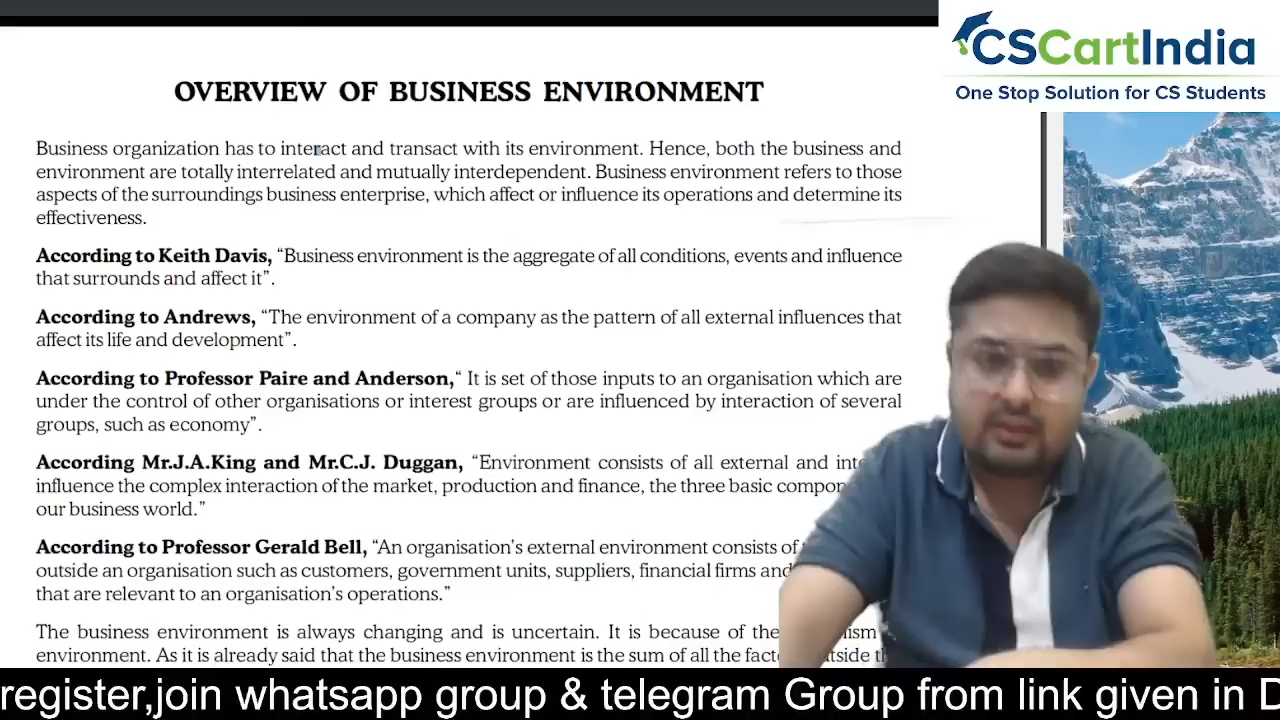 CSCartIndia
One Stop Solution for CS Students
OVERVIEW OF BUSINESS ENVIRONMENT
Business organization has to interact and transact with its environment. Hence, both the business and
environment are totally interrelated and mutually interdependent. Business environment refers to those
aspects of the surroundings business enterprise, which affect or influence its operations and determine its
effectiveness.
According to Keith Davis, “Business environment is the aggregate of all conditions, events and influence
that surrounds and affect it”.
According to Andrews, “The environment of a company as the pattern of all external influences that
affect its life and development”.
According to Professor Paire and Anderson,“ It is set of those inputs to an organisation which are
under the control of other organisations or interest groups or are influenced by interaction of several
groups, such as economy”.
According Mr.J.A.King and Mr.C.J. Duggan, “Environment consists of all external and
influence the complex interaction of the market, production and finance, the three basic
our business world.”
According to Professor Gerald Bell, “An organisation’s external environment consists of
outside an organisation such as customers, government units, suppliers, financial firms and
that are relevant to an organisation’s operations.”
The business environment is always changing and is uncertain. It is because of the
environment. As it is already said that the business environment is the sum of all the
register,join whatsapp group & telegram Group from link given in